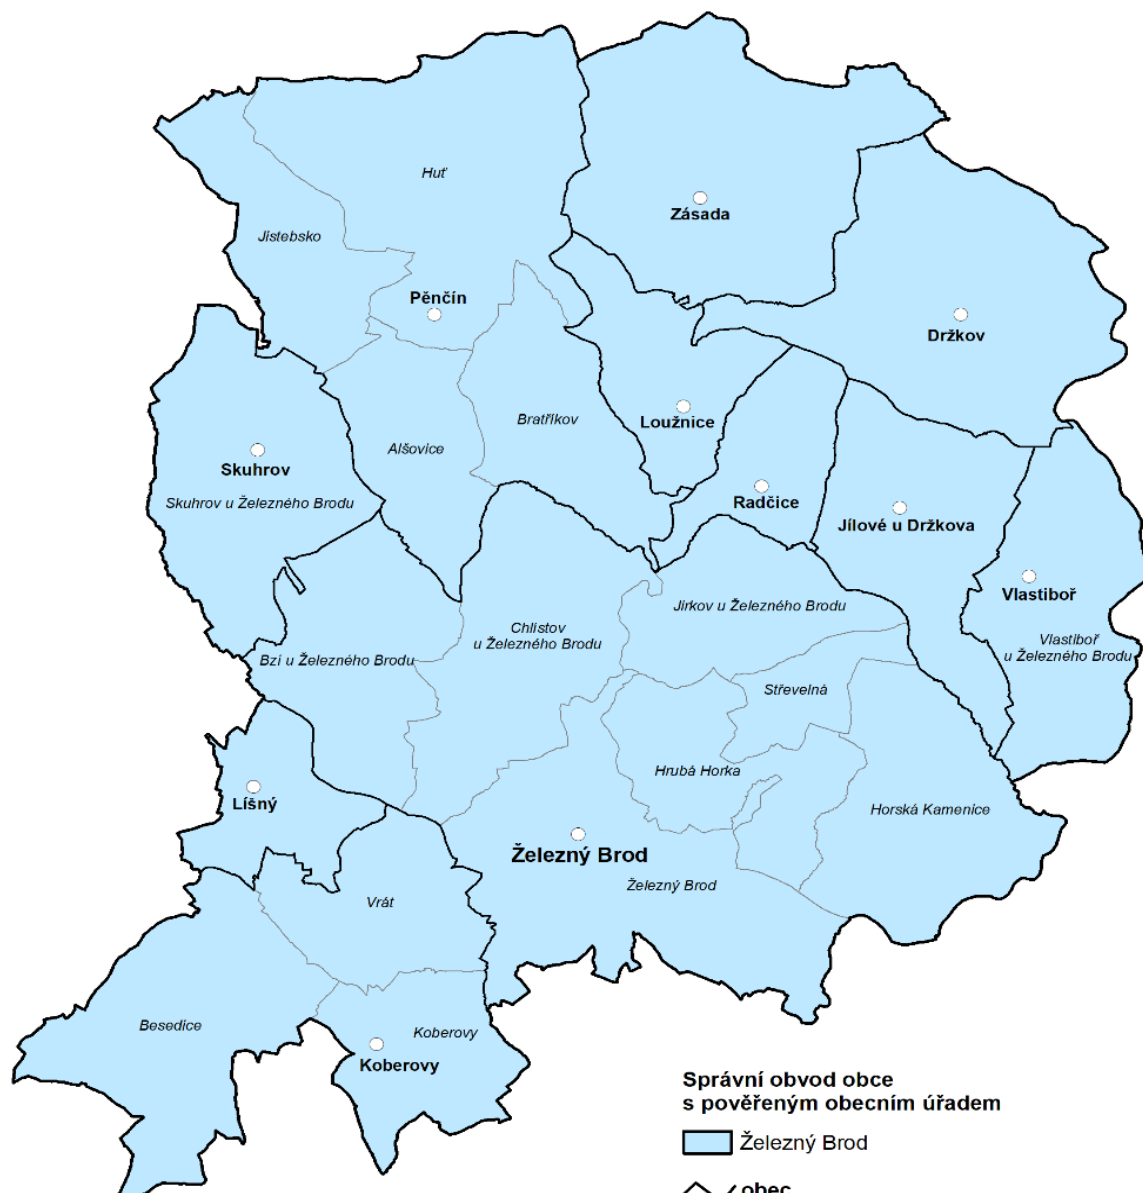 Huť
Zásada
Jistebsko
Pěnčín
Držkov
Loužnice
Bratříkov
Alšovice
Skuhrov
Skuhrov u Železného Brodu
Radčice
Jílové u Držkova
Vlastiboř
Vlastiboř
u Železného Brodu
Jirkov u Železného Brodu
Chlístov
u Železného Brodu
Bzí u Železného Brodu
Střevelná
Hrubá Horka
Líšný
Horská Kamenice
Železný Brod
Železný Brod
Vrát
Besedice
Koberovy
Koberovy
Správní obvod obce
s pověřeným obecním úřadem
Železný Brod
obec